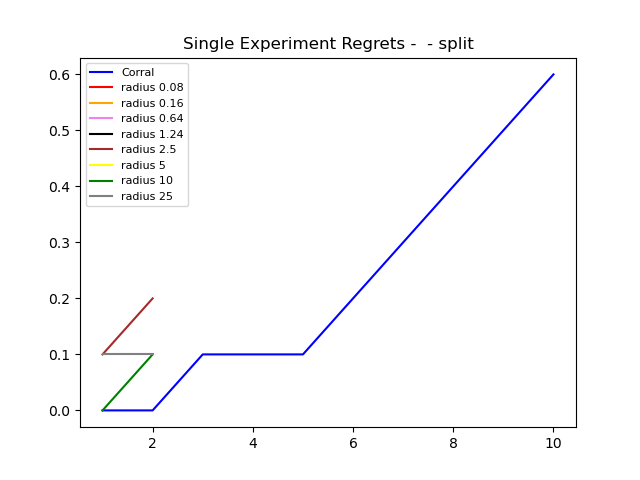 Single Experiment Regrets -  - split
Corral
radius 0.08
radius 0.16
radius 0.64
radius 1.24
radius 2.5
radius 5
radius 10
radius 25
0.6
0.5
0.4
0.3
0.2
0.1
0.0
2 4 6 8 10